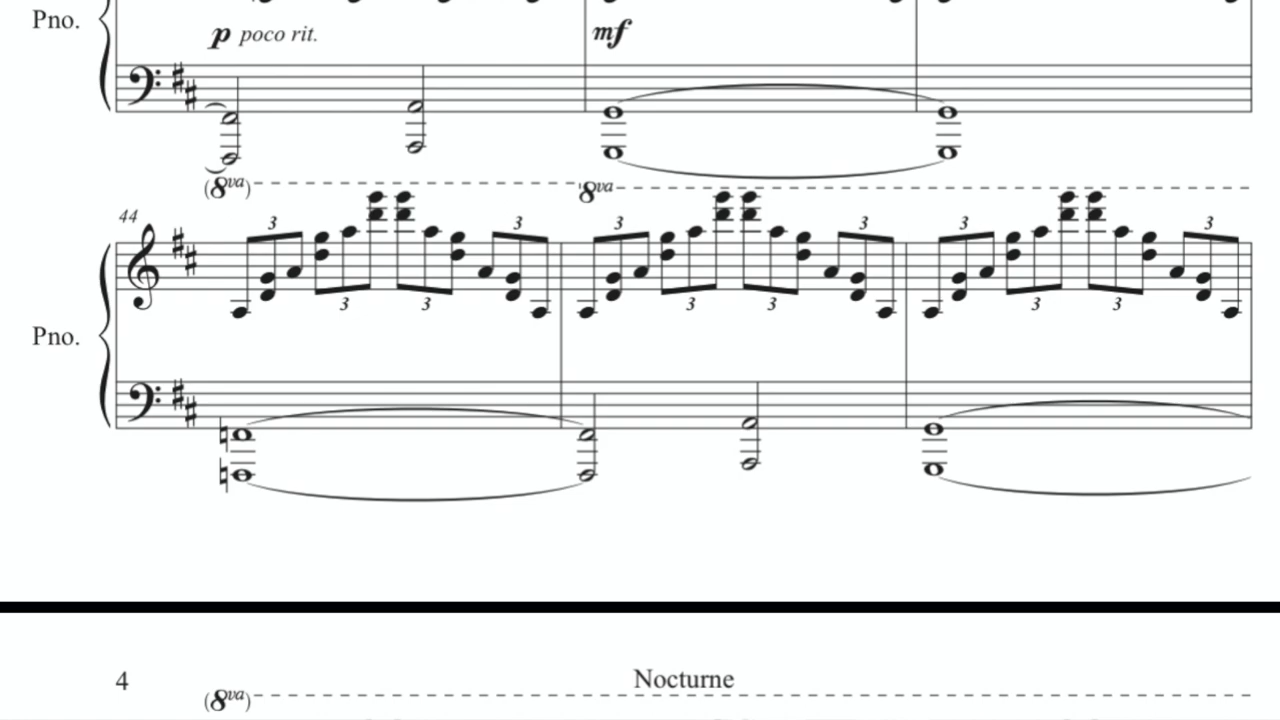 Pno.
p poco rit.
mf
(8va)
8va
44
3 3 3 3 3 3 3 3 3 3 3
Pno.
4
Nocturne
(8va)